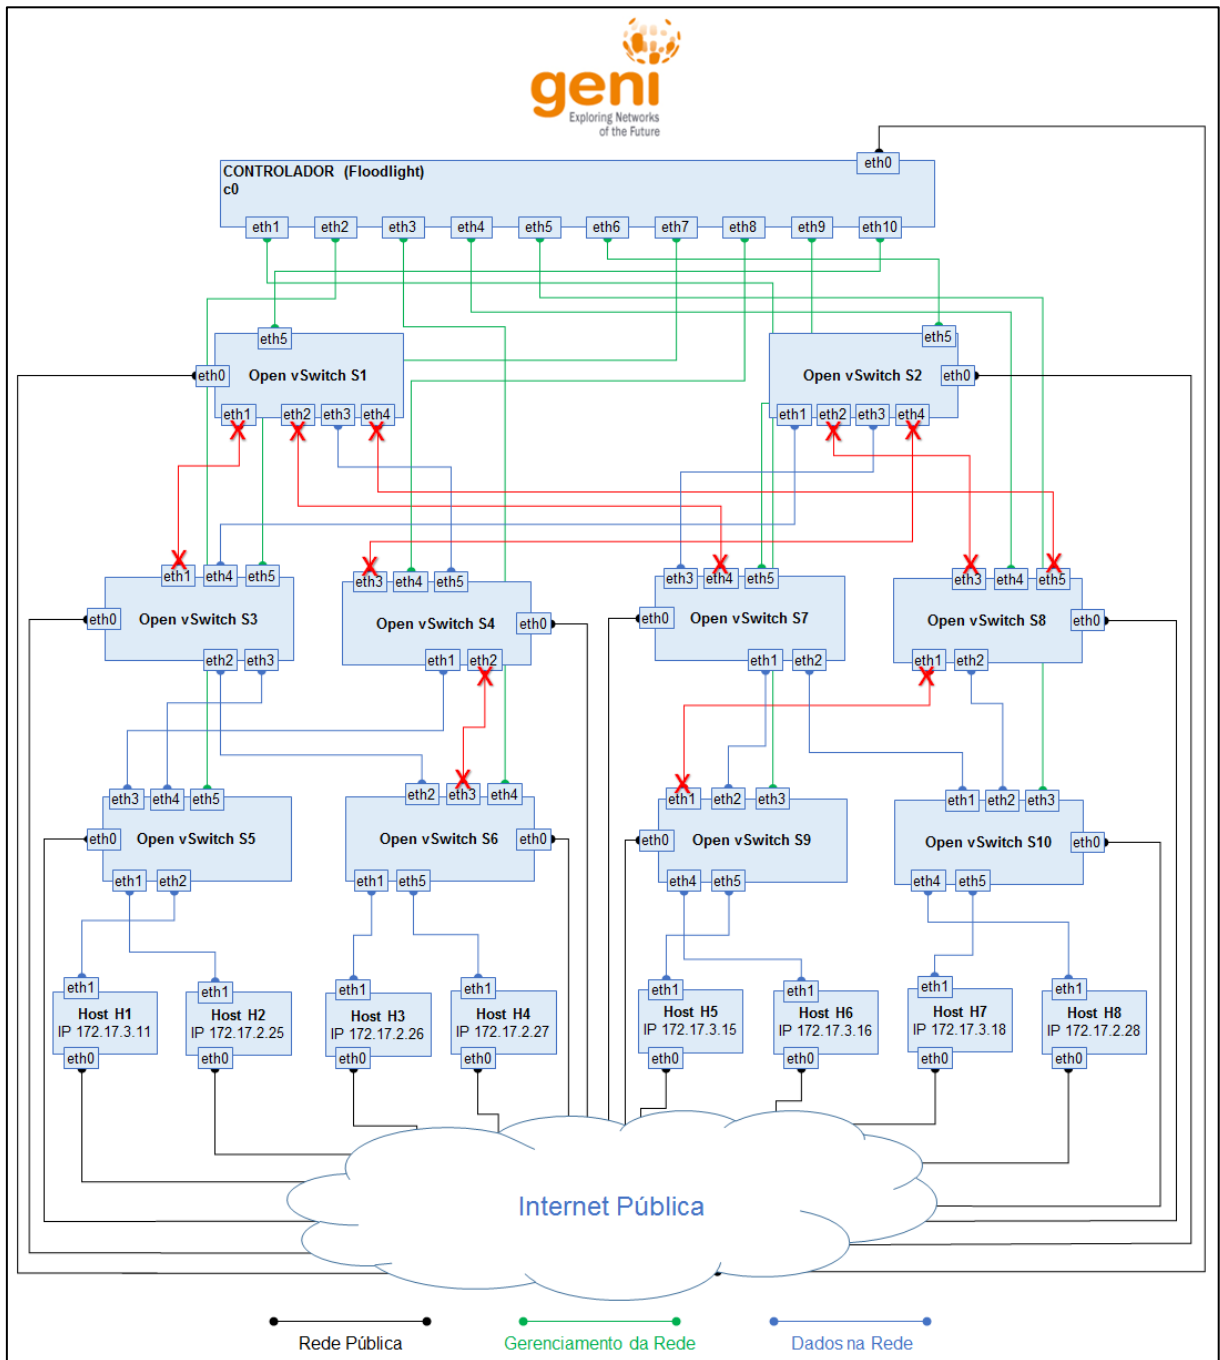 geni
Exploring Networks
of the Future
eth0
CONTROLADOR (Floodlight)
c0
eth1 eth2 eth3 eth4 eth5 eth6 eth7 eth8 eth9 eth10
eth5 eth5
eth0 Open vSwitch S1 Open vSwitch S2 eth0
eth1 eth2 eth3 eth4 eth1 eth2 eth3 eth4
eth1 eth4 eth5 eth3 eth4 eth5 eth3 eth4 eth5 eth3 eth4 eth5
eth0 Open vSwitch S3 Open vSwitch S4 eth0 eth0 Open vSwitch S7 Open vSwitch S8 eth0
eth2 eth3 eth1 eth2 eth1 eth2 eth1 eth2
eth3 eth4 eth5 eth2 eth3 eth4 eth1 eth2 eth3 eth1 eth2 eth3
eth0 Open vSwitch S5 Open vSwitch S6 eth0 eth0 Open vSwitch S9 Open vSwitch S10 eth0
eth1 eth2 eth1 eth5 eth4 eth5 eth4 eth5
eth1 eth1 eth1 eth1 eth1 eth1 eth1 eth1
Host H1 Host H2 Host H3 Host H4 Host H5 Host H6 Host H7 Host H8
IP 172.17.3.11 IP 172.17.2.25 IP 172.17.2.26 IP 172.17.2.27 IP 172.17.3.15 IP 172.17.3.16 IP 172.17.3.18 IP 172.17.2.28
eth0 eth0 eth0 eth0 eth0 eth0 eth0 eth0
Internet Pública
Rede Pública Gerenciamento da Rede Dados na Rede